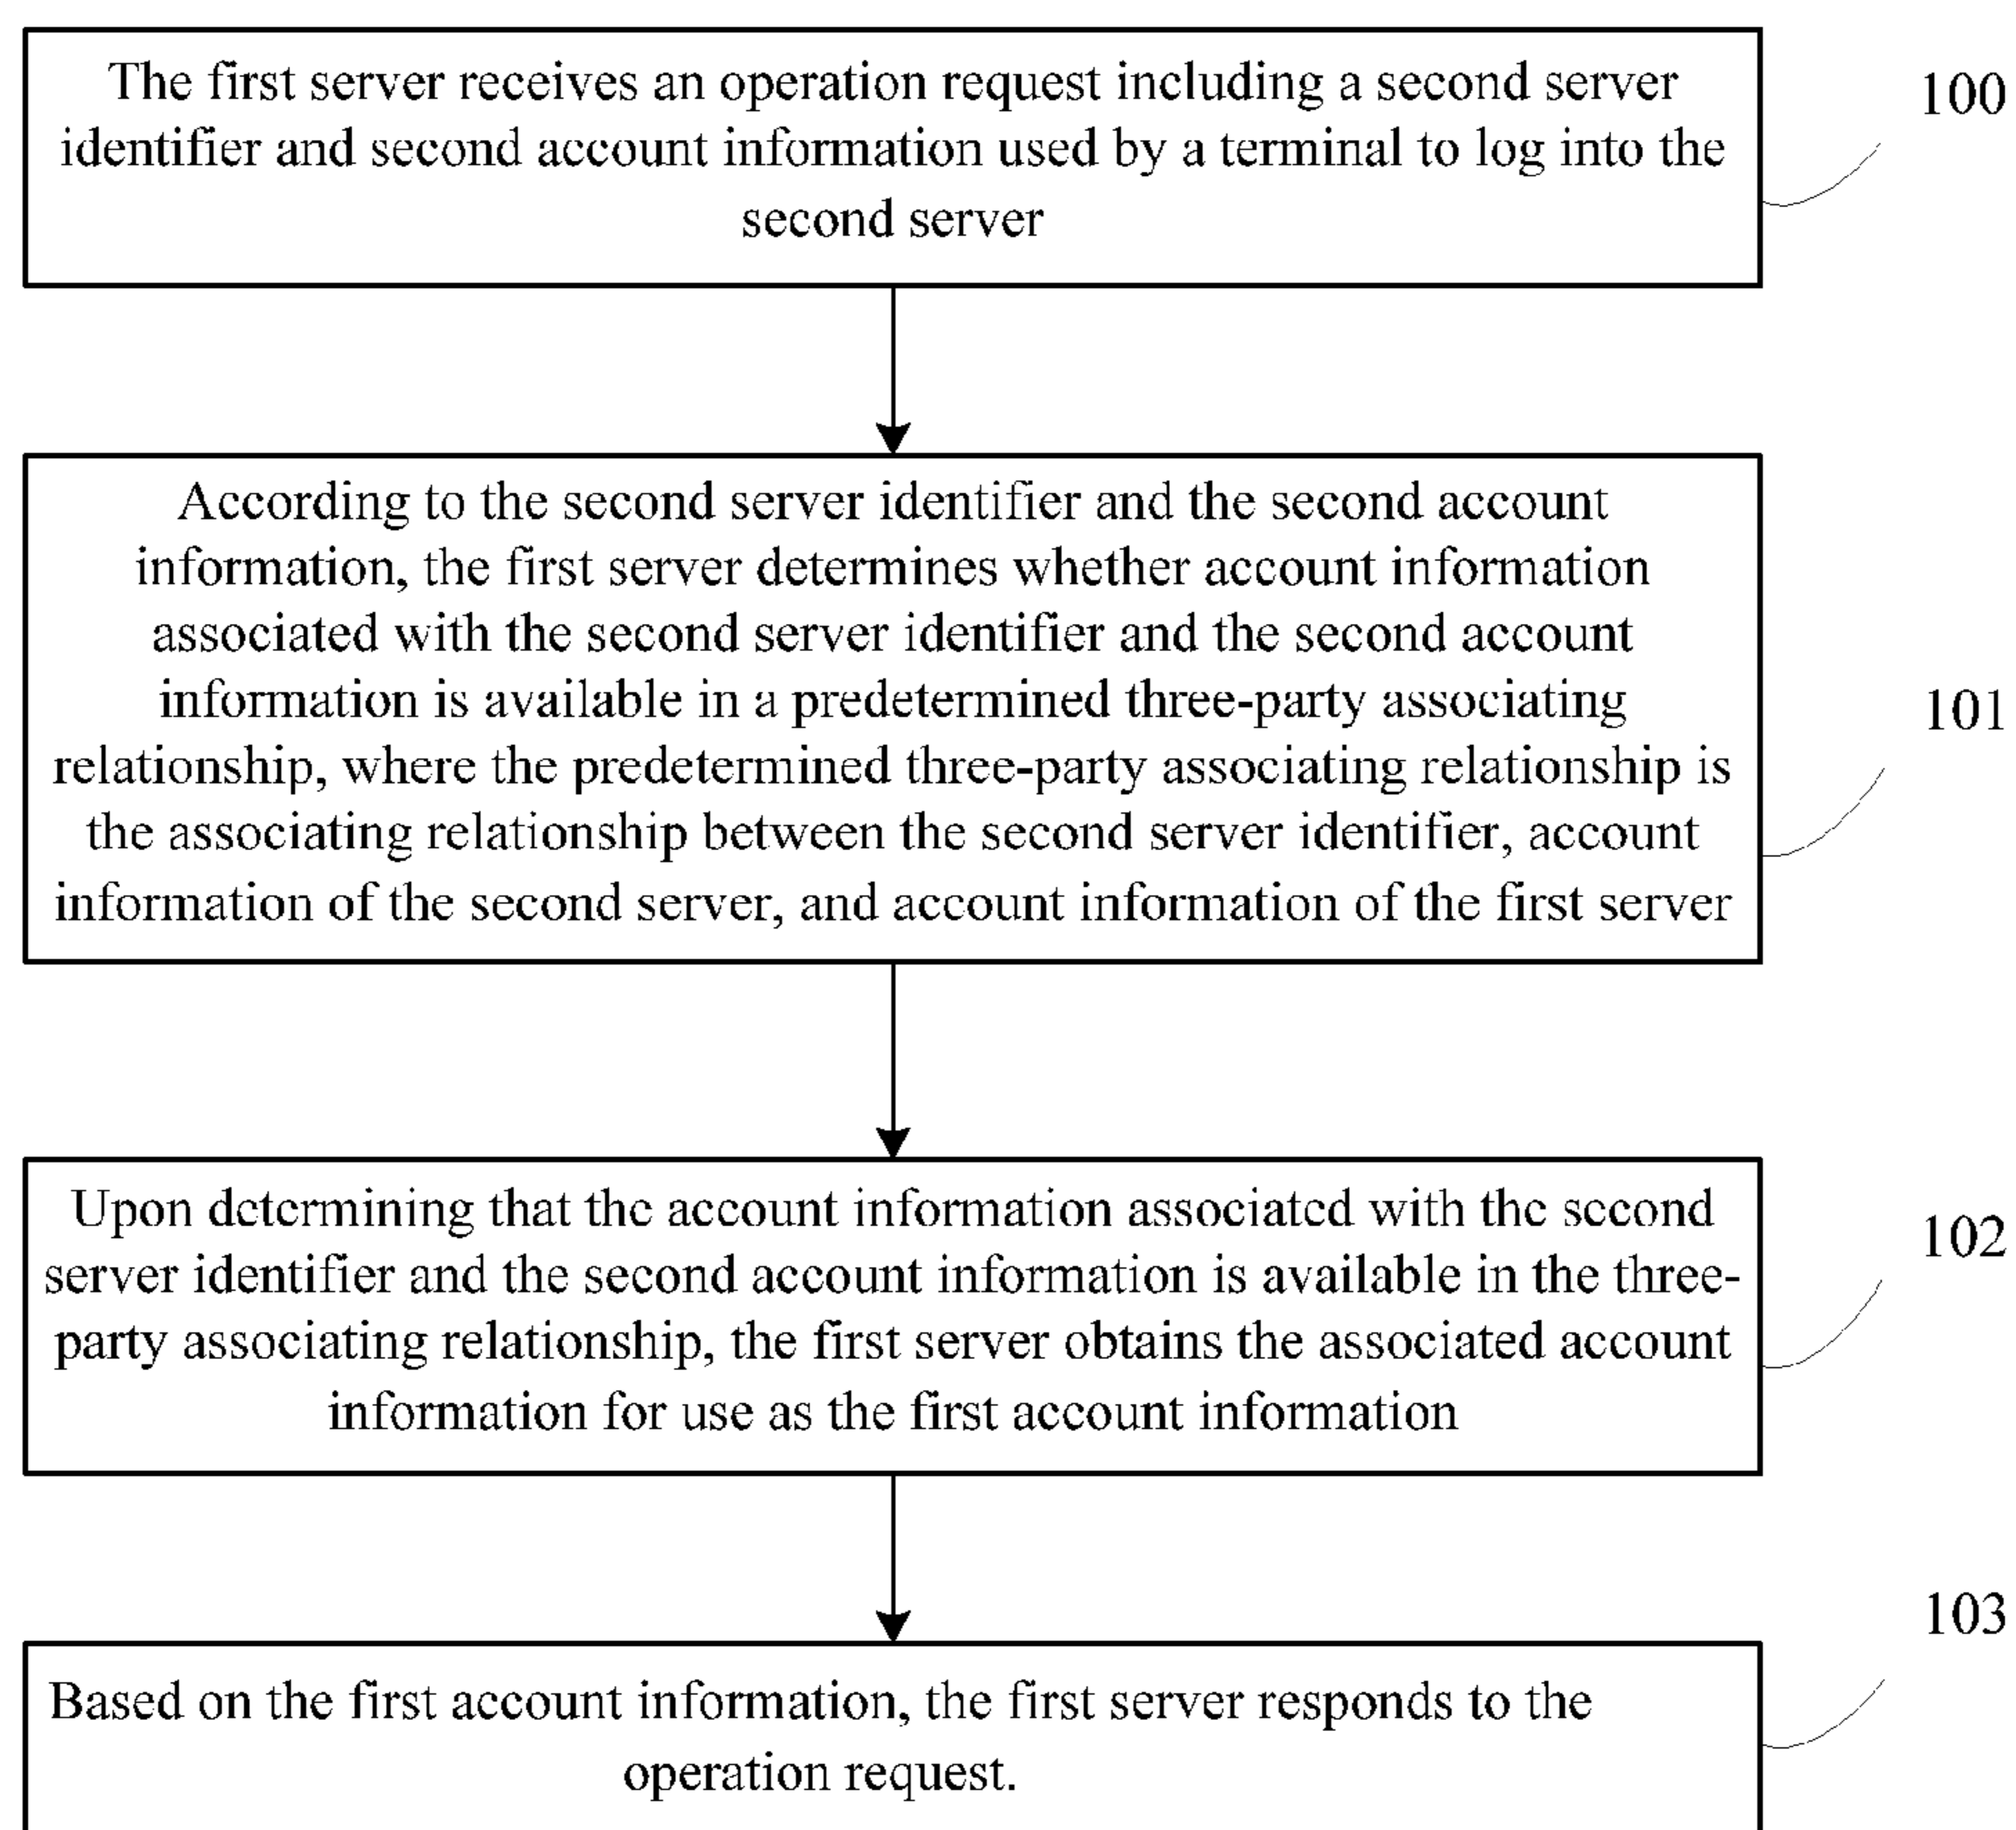 The first server receives an operation request including a second server
identifier and second account information used by a terminal to log into the
second server
100
According to the second server identifier and the second account
information, the first server determines whether account information
associated with the second server identifier and the second account
information is available in a predetermined three-party associating
relationship, where the predetermined three-party associating relationship is
the associating relationship between the second server identifier, account
information of the second server, and account information of the first server
101
Upon determining that the account information associated with the second
server identifier and the second account information is available in the three-
party associating relationship, the first server obtains the associated account
information for use as the first account information
102
Based on the first account information, the first server responds to the
operation request.
103